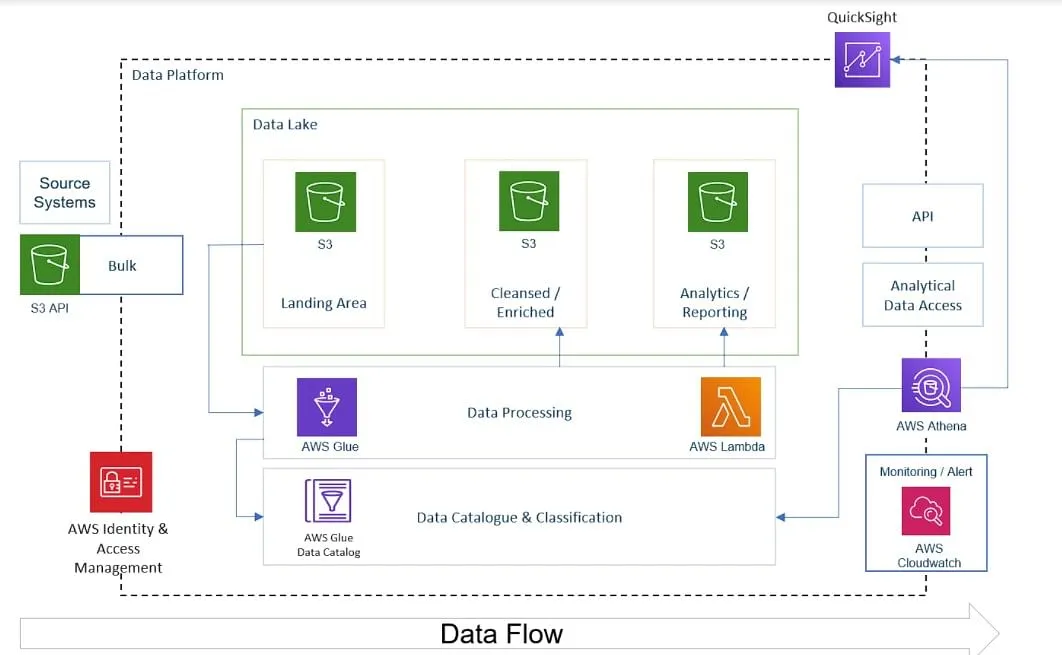 QuickSight
Data Platform
Data Lake
Source
Systems
S3
S3
S3
API
Bulk
S3 API
Landing Area
Cleansed /
Enriched
Analytics /
Reporting
Analytical
Data Access
AWS Glue
Data Processing
AWS Lambda
AWS Athena
AWS Identity &
Access
Management
AWS Glue
Data Catalog
Data Catalogue & Classification
Monitoring / Alert
AWS
Cloudwatch
Data Flow